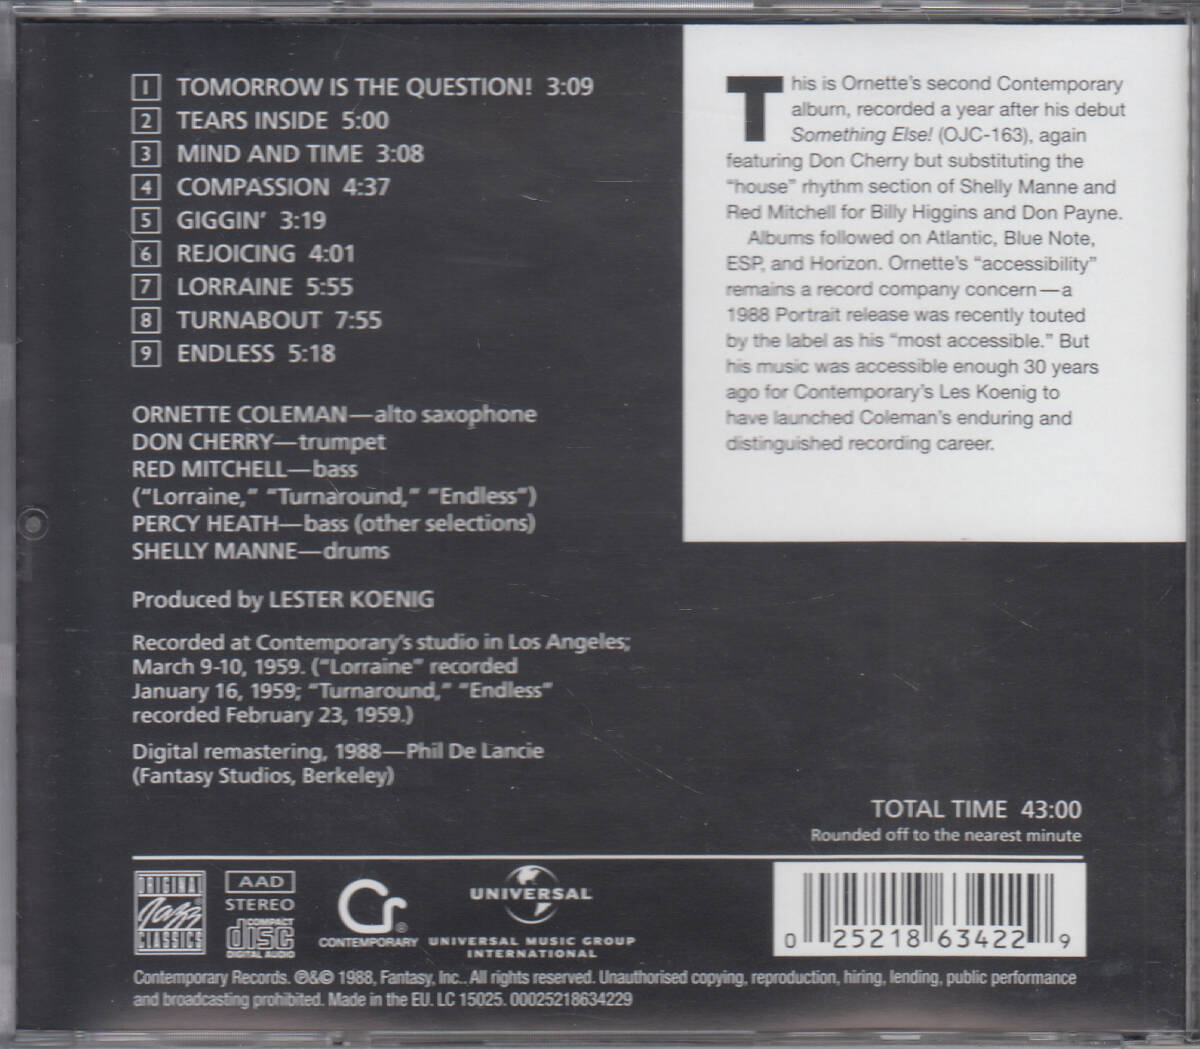 1 TOMORROW IS THE QUESTION! 3:09
2 TEARS INSIDE 5:00
3 MIND AND TIME 3:08
4 COMPASSION 4:37
5 GIGGIN' 3:19
6 REJOICING 4:01
7 LORRAINE 5:55
8 TURNABOUT 7:55
9 ENDLESS 5:18
ORNETTE COLEMAN—alto saxophone
DON CHERRY—trumpet
RED MITCHELL—bass
("Lorraine," "Turnaround," "Endless")
PERCY HEATH—bass (other selections)
SHELLY MANNE—drums
Produced by LESTER KOENIG
Recorded at Contemporary's studio in Los Angeles;
March 9-10, 1959. ("Lorraine" recorded
January 16, 1959; "Turnaround," "Endless"
recorded February 23, 1959.)
Digital remastering, 1988—Phil De Lancie
(Fantasy Studios, Berkeley)
This is Ornette's second Contemporary
album, recorded a year after his debut
Something Else! (OJC-163), again
featuring Don Cherry but substituting the
"house" rhythm section of Shelly Manne and
Red Mitchell for Billy Higgins and Don Payne.
Albums followed on Atlantic, Blue Note,
ESP, and Horizon. Ornette's "accessibility"
remains a record company concern—a
1988 Portrait release was recently touted
by the label as his "most accessible." But
his music was accessible enough 30 years
ago for Contemporary's Les Koenig to
have launched Coleman's enduring and
distinguished recording career.
TOTAL TIME 43:00
Rounded off to the nearest minute
ORIGINAL
Jazz
CLASSICS
AAD
STEREO
COMPACT
disc
DIGITAL AUDIO
Cr®
CONTEMPORARY
UNIVERSAL
UNIVERSAL MUSIC GROUP
INTERNATIONAL
0 25218 63422 9
Contemporary Records. ℗&© 1988, Fantasy, Inc.. All rights reserved. Unauthorised copying, reproduction, hiring, lending, public performance
and broadcasting prohibited. Made in the EU. LC 15025. 00025218634229